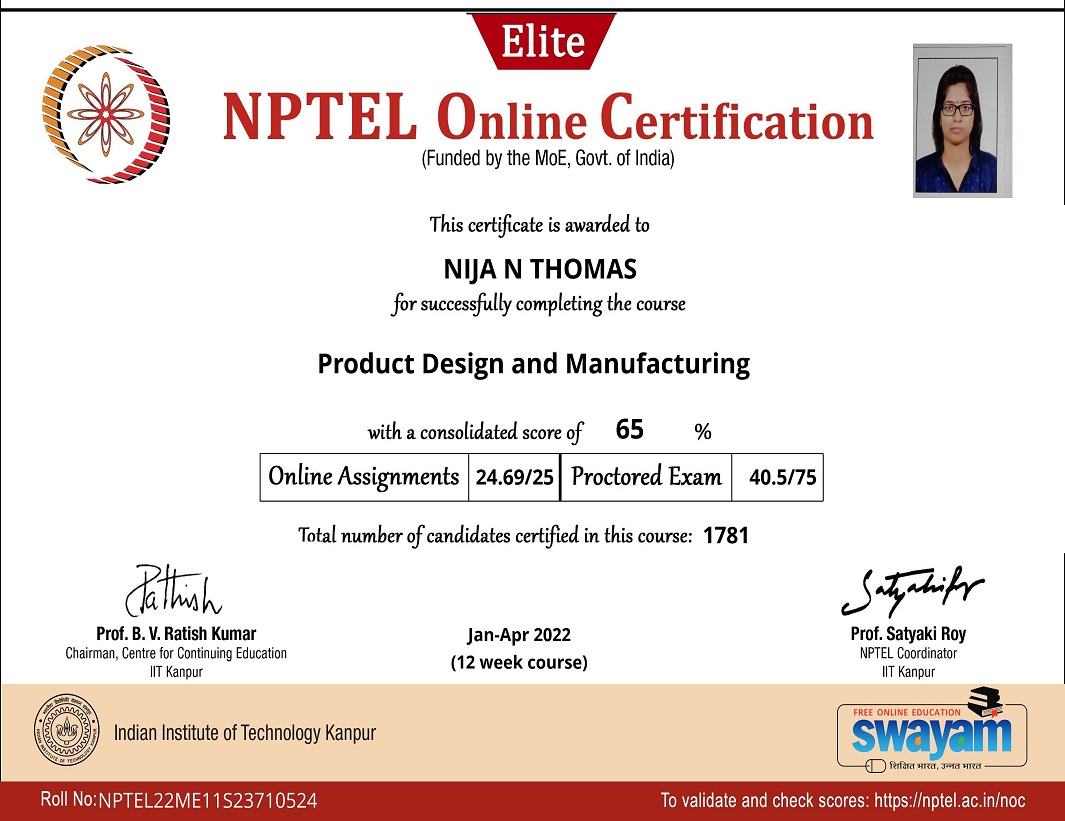 Elite
NPTEL Online Certification
(Funded by the MoE, Govt. of India)
This certificate is awarded to
NIJA N THOMAS
for successfully completing the course
Product Design and Manufacturing
with a consolidated score of 65 %
Online Assignments 24.69/25 Proctored Exam 40.5/75
Total number of candidates certified in this course: 1781
Prof. B. V. Ratish Kumar
Chairman, Centre for Continuing Education
IIT Kanpur
Jan-Apr 2022
(12 week course)
Prof. Satyaki Roy
NPTEL Coordinator
IIT Kanpur
Indian Institute of Technology Kanpur
FREE ONLINE EDUCATION
swayam
शिक्षित भारत, उन्नत भारत
Roll No: NPTEL22ME11S23710524
To validate and check scores: https://nptel.ac.in/noc